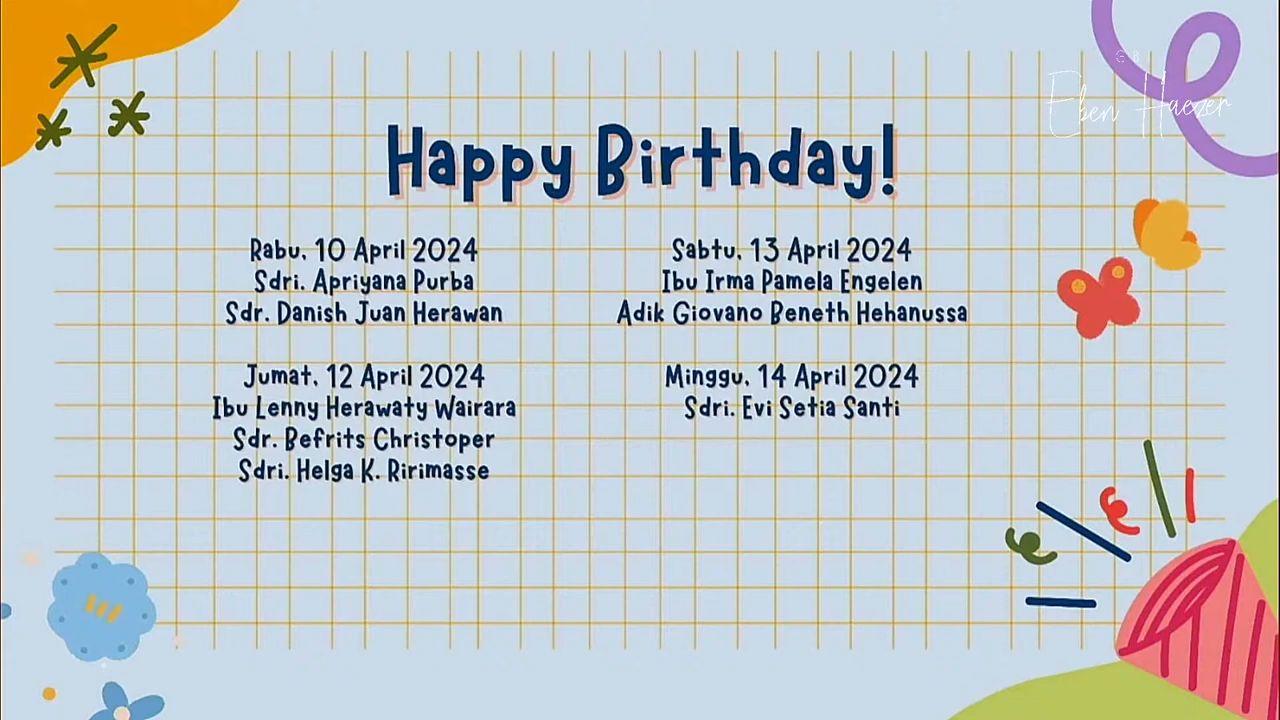 Happy Birthday!
Rabu, 10 April 2024
Sdri. Apriyana Purba
Sdr. Danish Juan Herawan
Jumat, 12 April 2024
Ibu Lenny Herawaty Wairara
Sdr. Befrits Christoper
Sdri. Helga K. Ririmasse
Sabtu, 13 April 2024
Ibu Irma Pamela Engelen
Adik Giovano Beneth Hehanussa
Minggu, 14 April 2024
Sdri. Evi Setia Santi
Eben Haezer